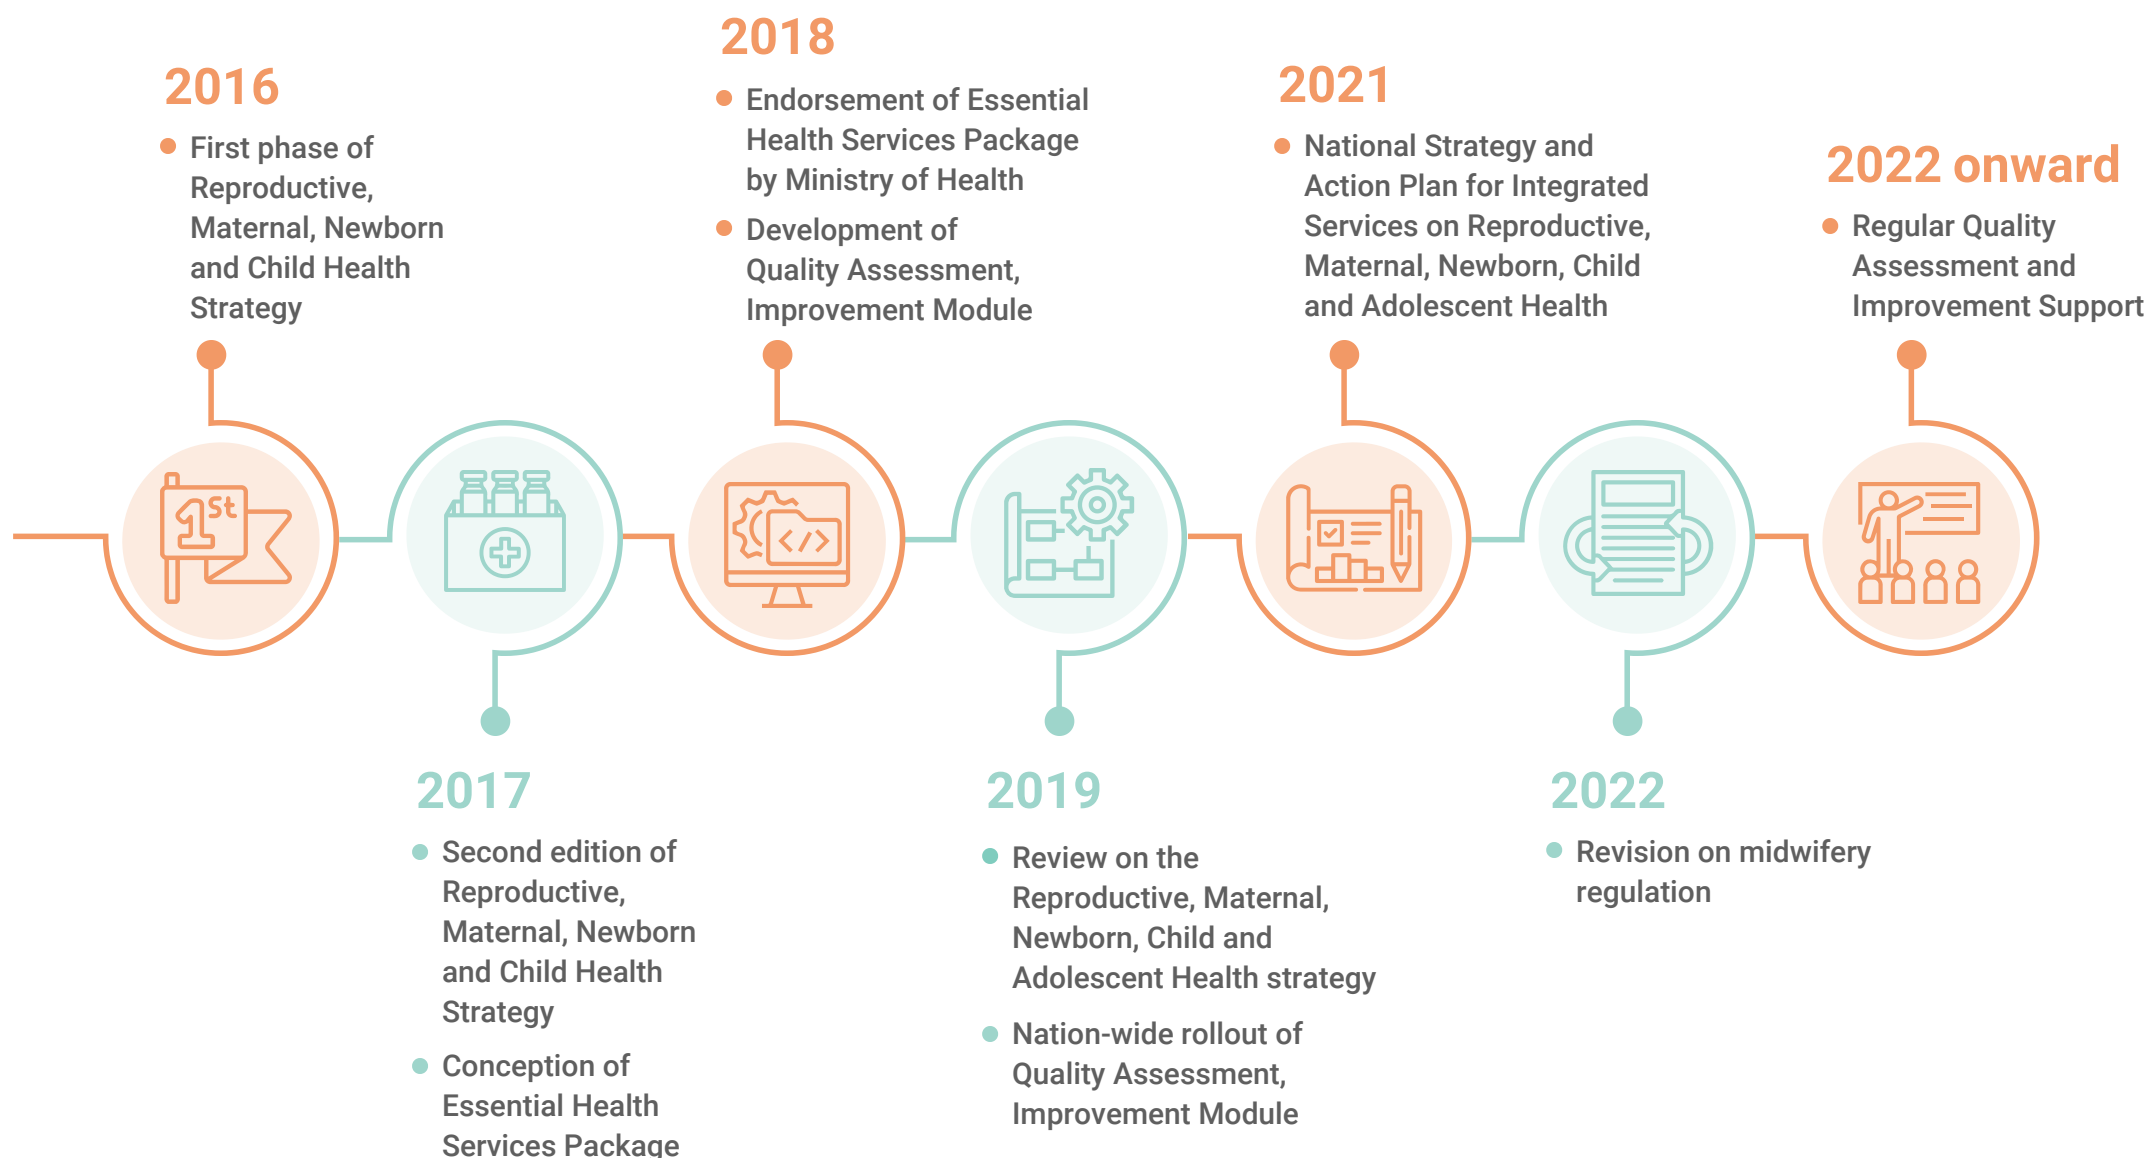 2016
First phase of
Reproductive,
Maternal, Newborn
and Child Health
Strategy
2018
Endorsement of Essential
Health Services Package
by Ministry of Health
Development of
Quality Assessment,
Improvement Module
2021
National Strategy and
Action Plan for Integrated
Services on Reproductive,
Maternal, Newborn, Child
and Adolescent Health
2022 onward
Regular Quality
Assessment and
Improvement Support
1st
</>
2017
Second edition of
Reproductive,
Maternal, Newborn
and Child Health
Strategy
Conception of
Essential Health
Services Package
2019
Review on the
Reproductive, Maternal,
Newborn, Child and
Adolescent Health strategy
Nation-wide rollout of
Quality Assessment,
Improvement Module
2022
Revision on midwifery
regulation